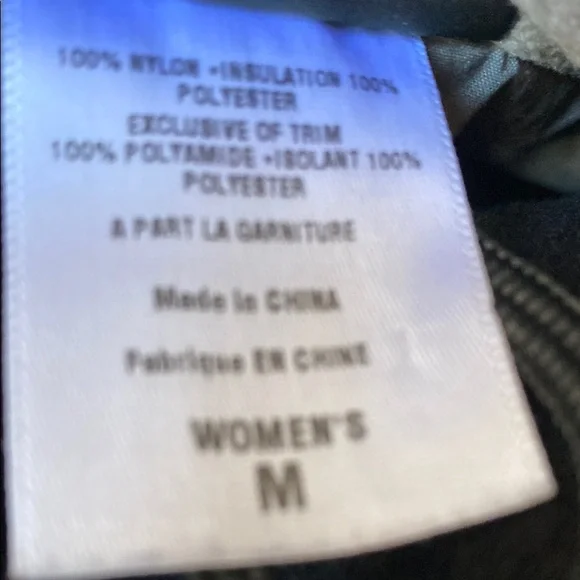 100% NYLON •INSULATION 100%
POLYESTER
EXCLUSIVE OF TRIM
100% POLYAMIDE •ISOLANT 100%
POLYESTER
A PART LA GARNITURE
Made in CHINA
Fabrique EN CHINE
WOMEN'S
M